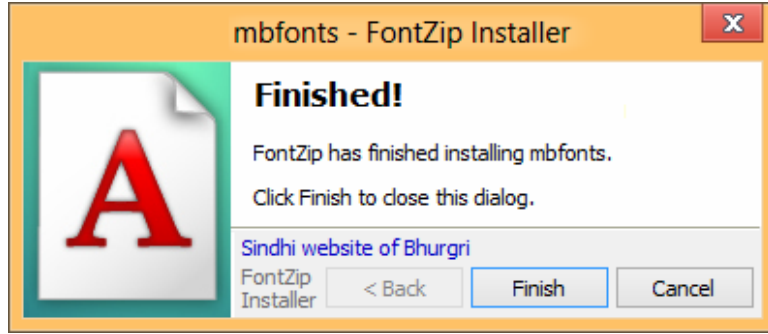 mbfonts - FontZip Installer
x
Finished!
FontZip has finished installing mbfonts.
Click Finish to close this dialog.
A
Sindhi website of Bhurgri
FontZip
Installer
< Back
Finish
Cancel